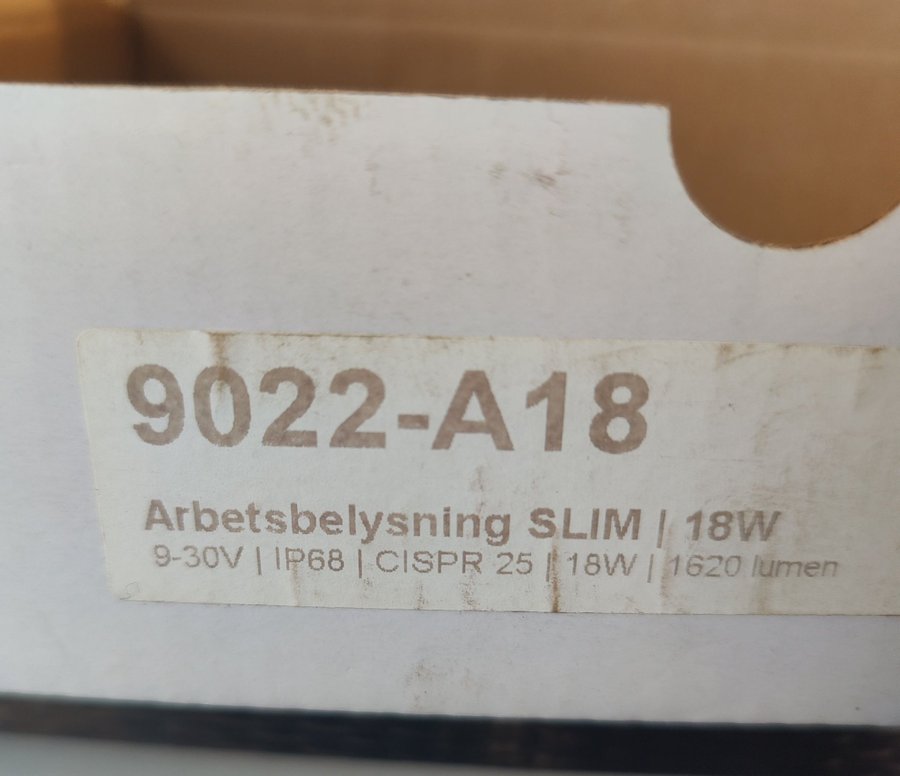 9022-A18
Arbetsbelysning SLIM | 18W
9-30V | IP68 | CISPR 25 | 18W | 1620 lumen